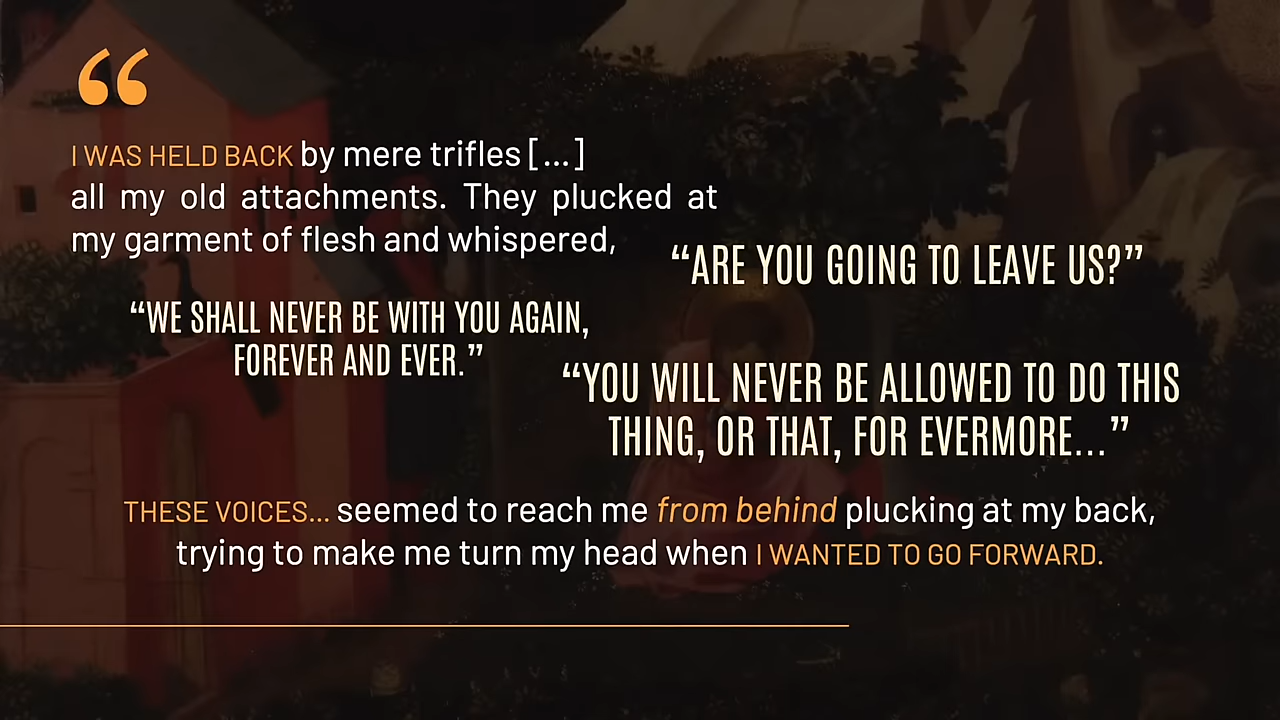 “
I WAS HELD BACK by mere trifles [...]
all my old attachments. They plucked at
my garment of flesh and whispered,
“ARE YOU GOING TO LEAVE US?”
“WE SHALL NEVER BE WITH YOU AGAIN,
FOREVER AND EVER.”
“YOU WILL NEVER BE ALLOWED TO DO THIS
THING, OR THAT, FOR EVERMORE...”
THESE VOICES... seemed to reach me from behind plucking at my back,
trying to make me turn my head when I WANTED TO GO FORWARD.